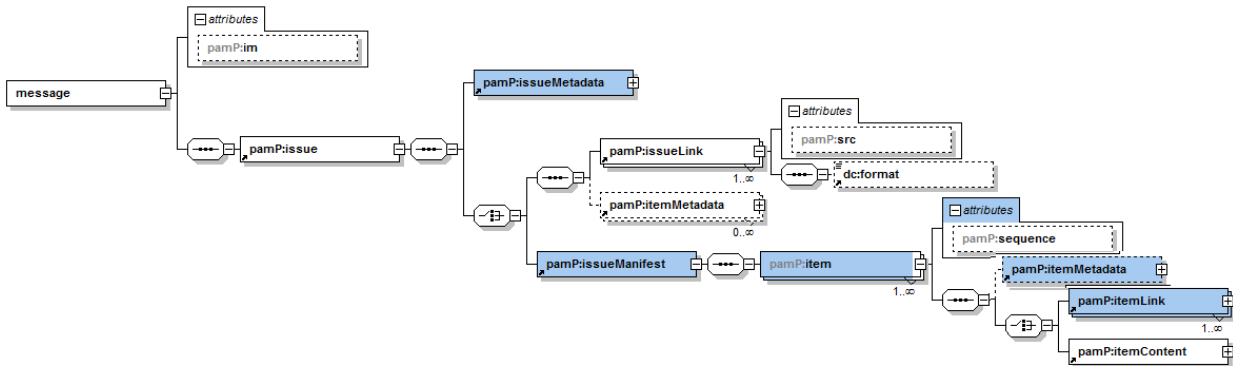 attributes
pamP:im
message
pamP:issueMetadata
pamP:issue
attributes
pamP:src
pamP:issueLink
1..∞
dc:format
pamP:itemMetadata
0..∞
attributes
pamP:sequence
pamP:issueManifest
pamP:item
1..∞
pamP:itemMetadata
pamP:itemLink
1..∞
pamP:itemContent